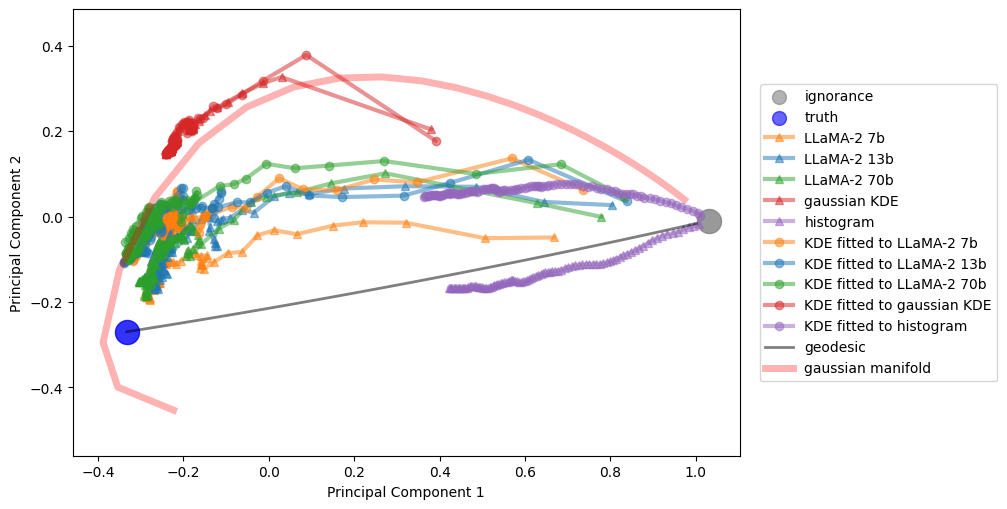 0.4
0.2
0.0
−0.2
−0.4
Principal Component 2
−0.4
−0.2
0.0
0.2
0.4
0.6
0.8
1.0
Principal Component 1
ignorance
truth
LLaMA-2 7b
LLaMA-2 13b
LLaMA-2 70b
gaussian KDE
histogram
KDE fitted to LLaMA-2 7b
KDE fitted to LLaMA-2 13b
KDE fitted to LLaMA-2 70b
KDE fitted to gaussian KDE
KDE fitted to histogram
geodesic
gaussian manifold